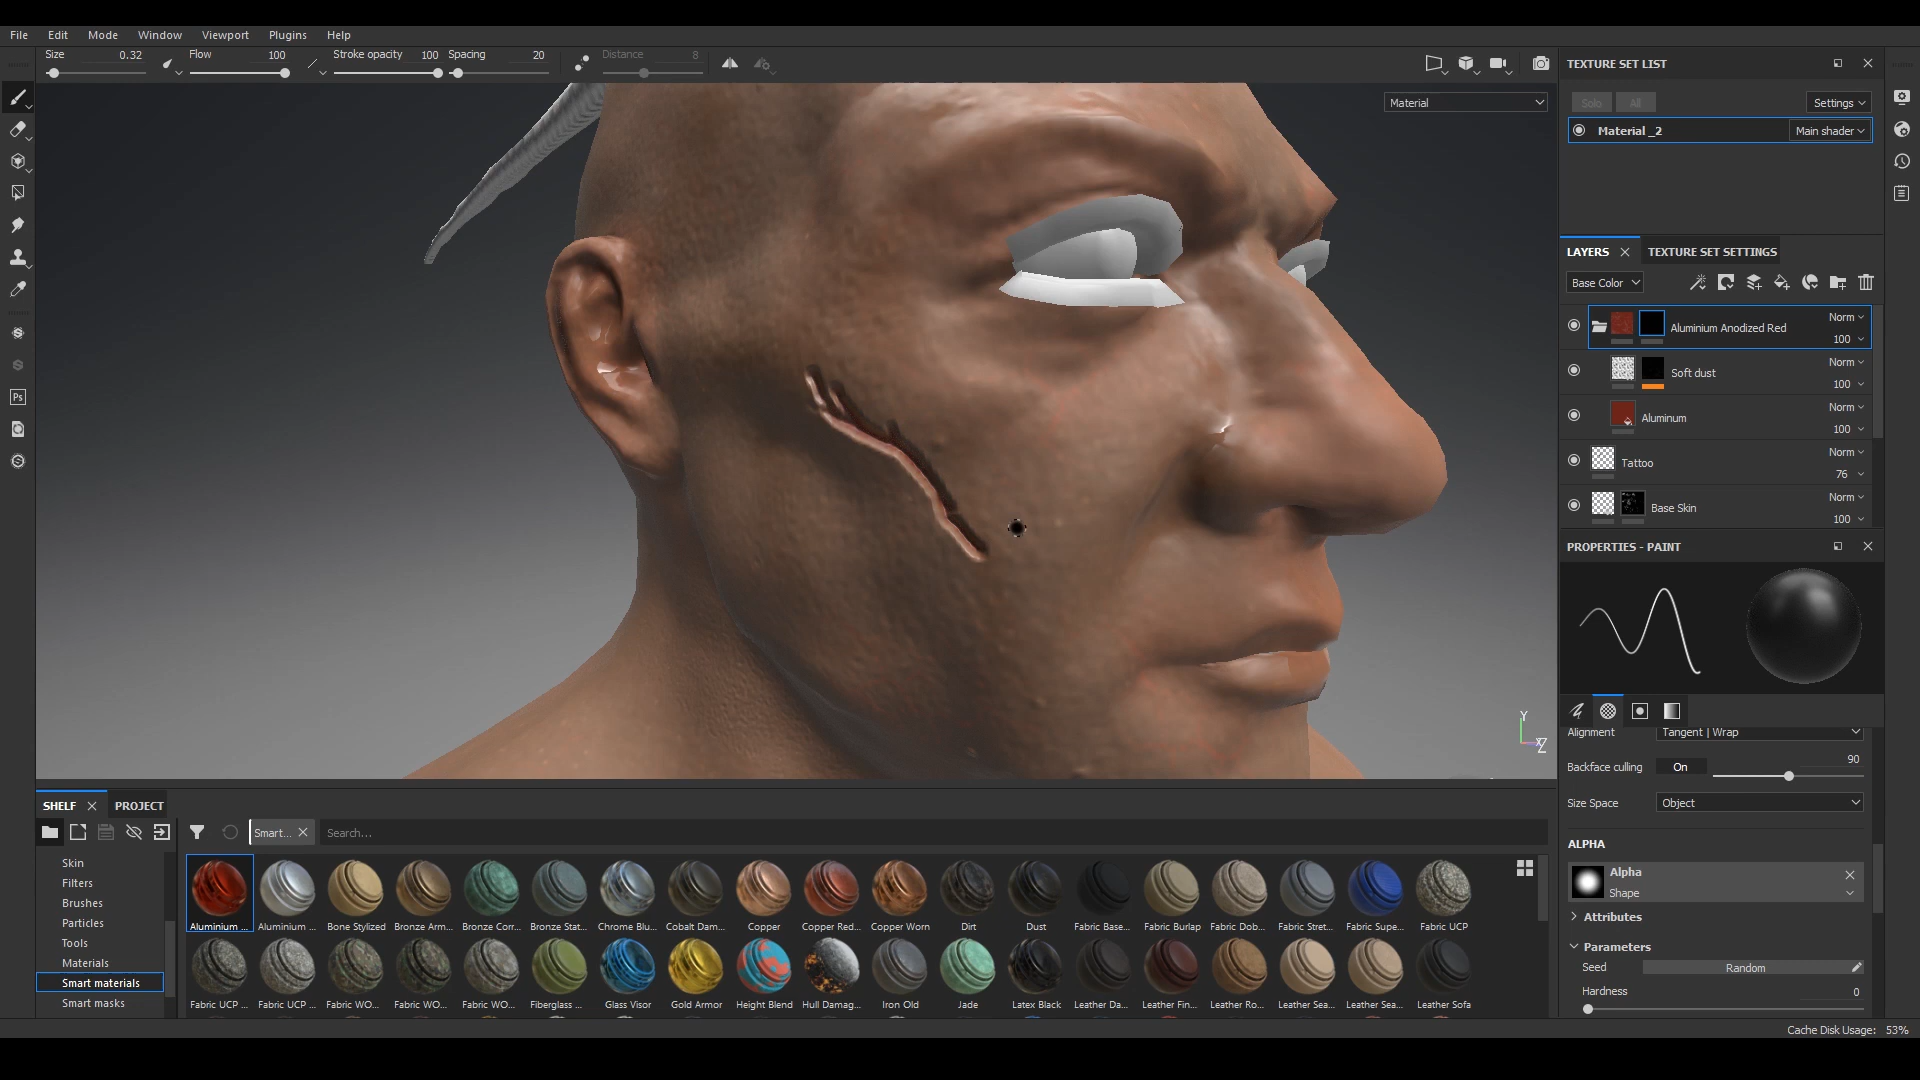 File Edit Mode Window Viewport Plugins Help
Size 0.32 Flow 100 Stroke opacity 100 Spacing 20 Distance 8
Material
TEXTURE SET LIST
Solo All Settings
Material _2 Main shader
LAYERS TEXTURE SET SETTINGS
Base Color
Aluminium Anodized Red Norm 100
Soft dust Norm 100
Aluminum Norm 100
Tattoo Norm 76
Base Skin Norm 100
PROPERTIES - PAINT
Alignment Tangent | Wrap
Backface culling On 90
Size Space Object
ALPHA
Alpha
Shape
Attributes
Parameters
Seed Random
Hardness 0
Ps
Y
Z
SHELF PROJECT
Smart... Search...
Skin
Filters
Brushes
Particles
Tools
Materials
Smart materials
Smart masks
Aluminium ... Aluminium ... Bone Stylized Bronze Arm... Bronze Corr... Bronze Stat... Chrome Blu... Cobalt Dam... Copper Copper Red... Copper Worn Dirt Dust Fabric Base... Fabric Burlap Fabric Dob... Fabric Stret... Fabric Supe... Fabric UCP
Fabric UCP ... Fabric UCP ... Fabric WO... Fabric WO... Fabric WO... Fiberglass ... Glass Visor Gold Armor Height Blend Hull Damag... Iron Old Jade Latex Black Leather Da... Leather Fin... Leather Ro... Leather Sea... Leather Sea... Leather Sofa
Cache Disk Usage: 53%